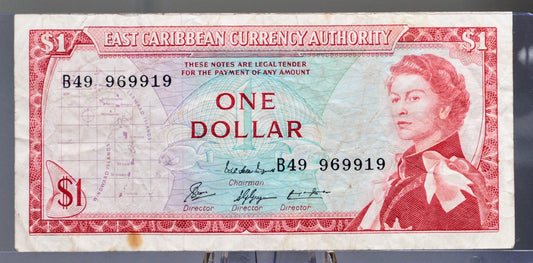 $1 EAST CARIBBEAN CURRENCY AUTHORITY $1
THESE NOTES ARE LEGAL TENDER
FOR THE PAYMENT OF ANY AMOUNT
B49 969919
ONE
DOLLAR
B49 969919
Chairman
$1
Director Director Director